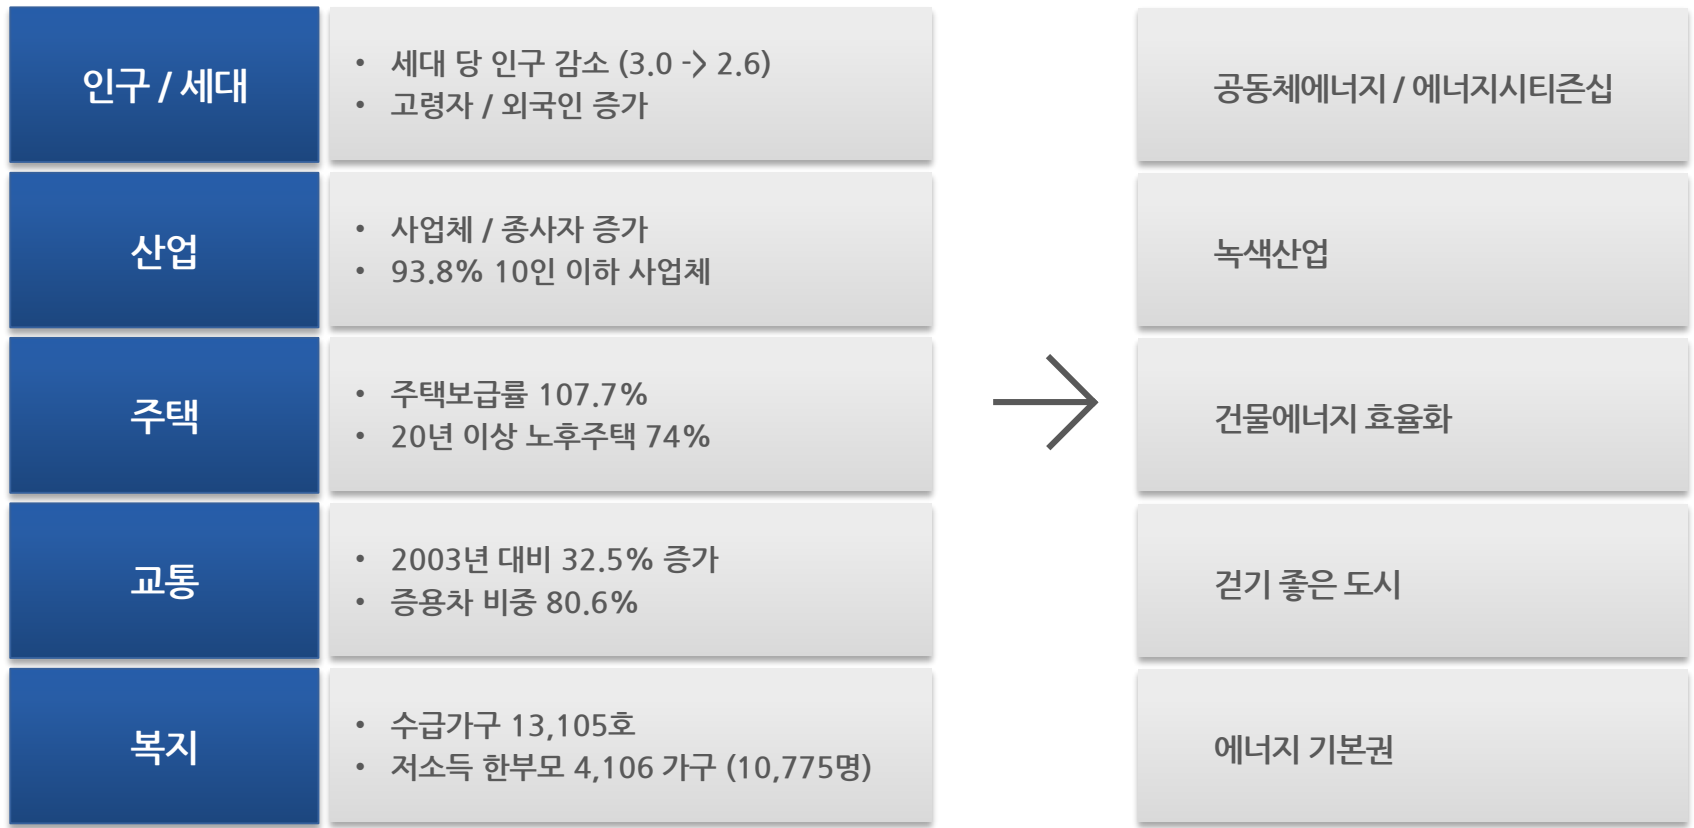 인구 / 세대
• 세대 당 인구 감소 (3.0 -> 2.6)
• 고령자 / 외국인 증가
공동체에너지 / 에너지시티즌십
산업
• 사업체 / 종사자 증가
• 93.8% 10인 이하 사업체
녹색산업
주택
• 주택보급률 107.7%
• 20년 이상 노후주택 74%
건물에너지 효율화
교통
• 2003년 대비 32.5% 증가
• 증용차 비중 80.6%
걷기 좋은 도시
복지
• 수급가구 13,105호
• 저소득 한부모 4,106 가구 (10,775명)
에너지 기본권